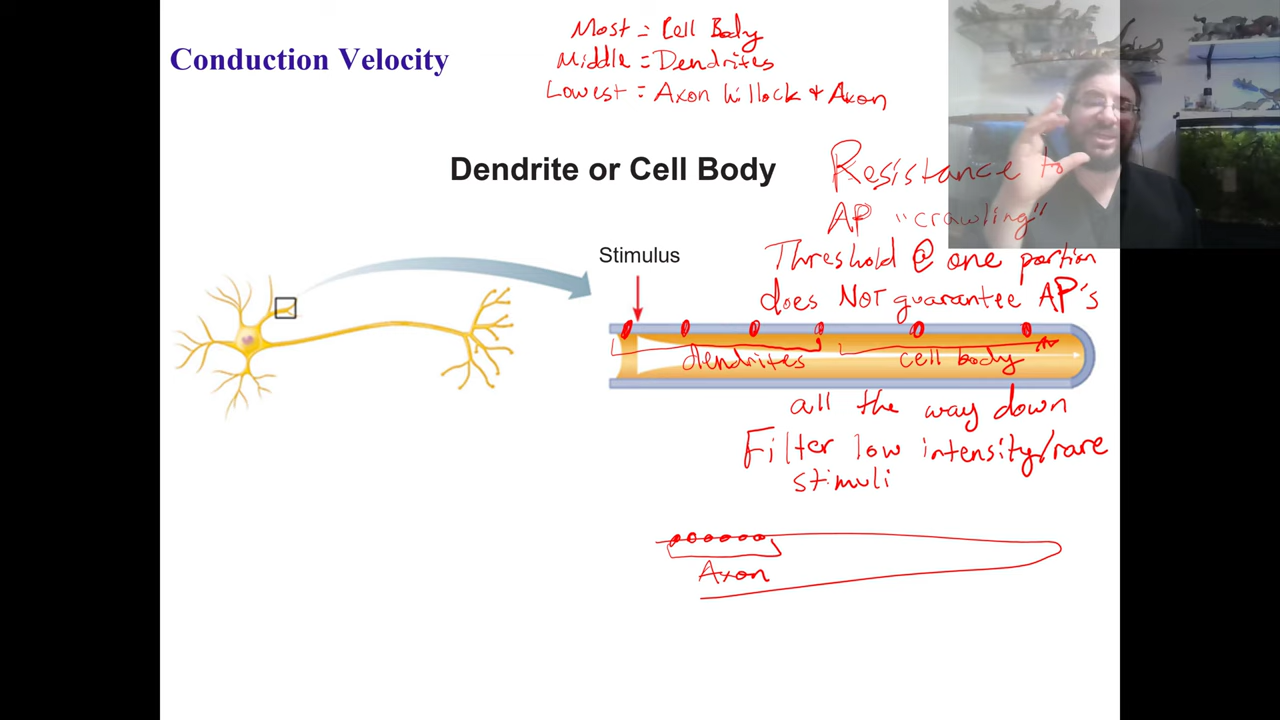 Conduction Velocity
Most = Cell Body
Middle = Dendrites
Lowest = Axon hillock + Axon
Dendrite or Cell Body
Resistance to
AP "crawling"
Threshold @ one portion
does NOT guarantee AP's
Stimulus
dendrites
cell body
all the way down
Filter low intensity/rare
stimuli
Axon